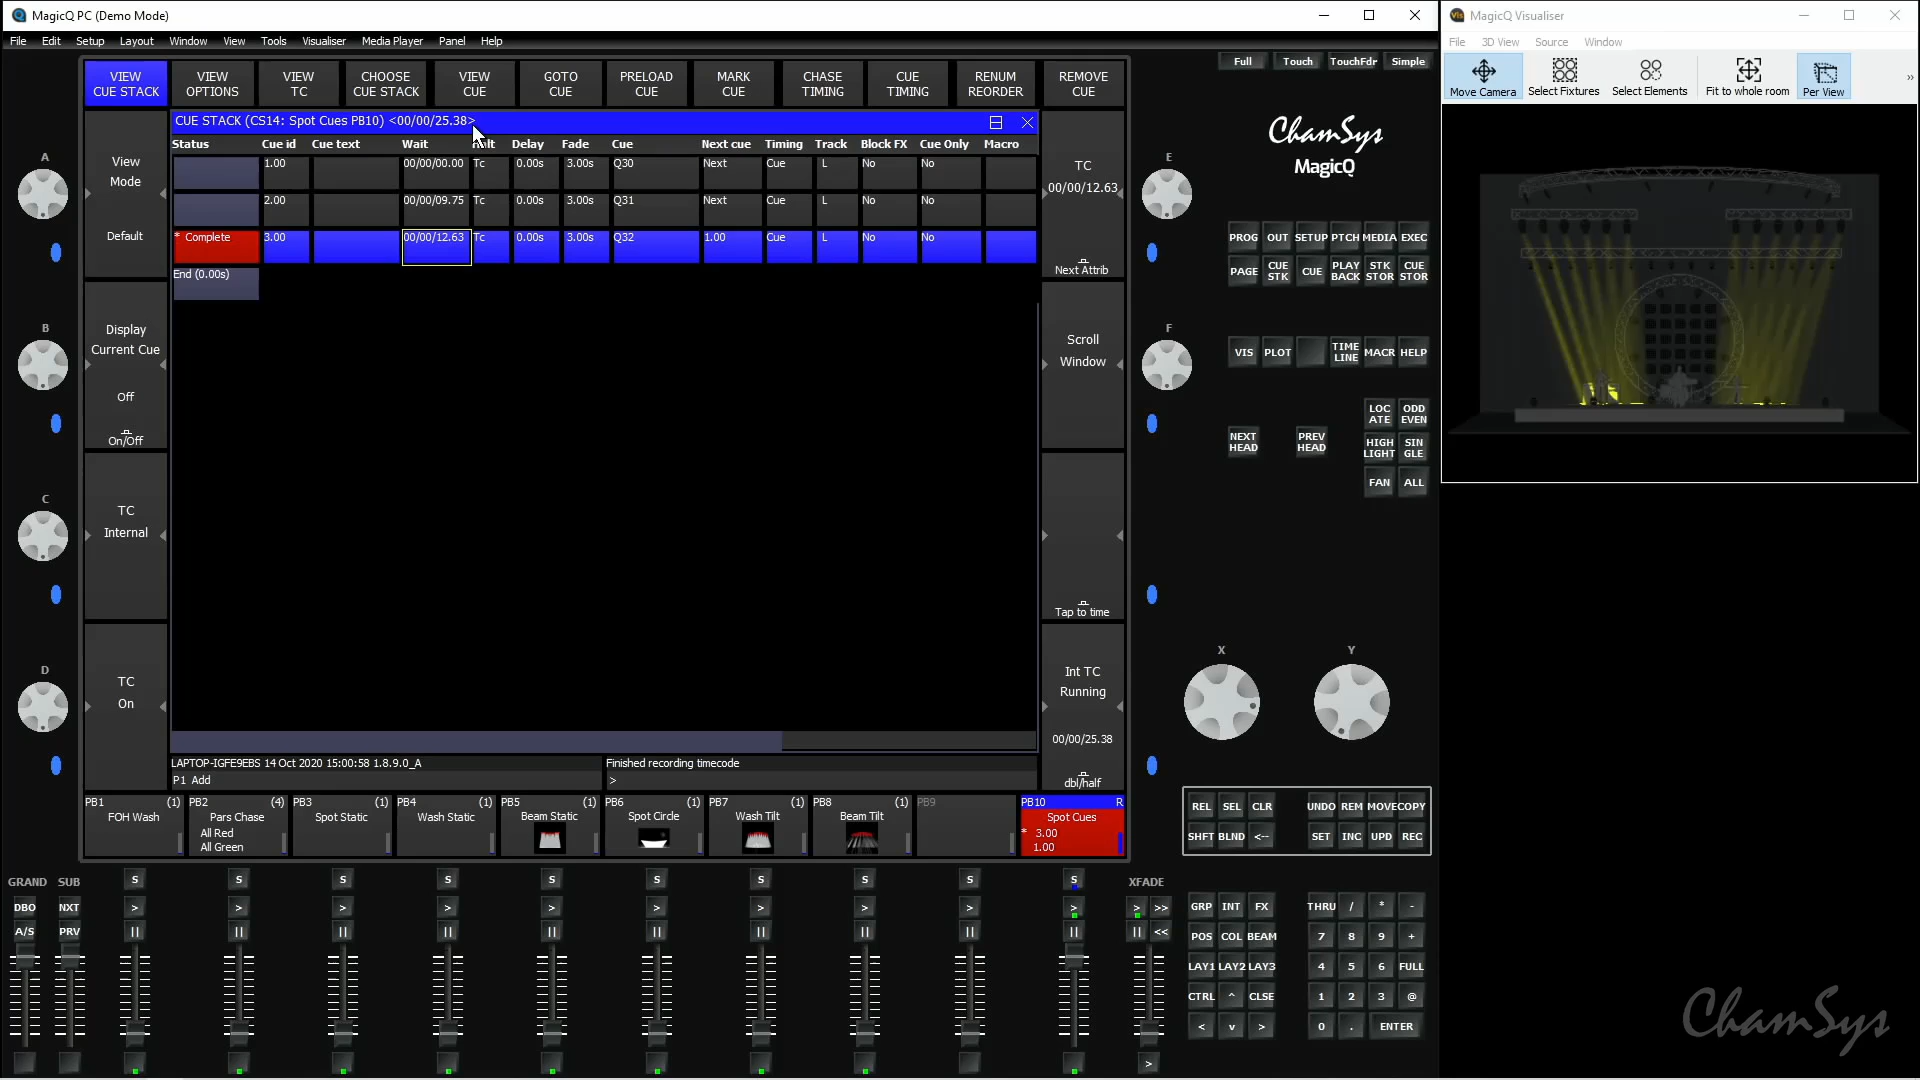 MagicQ PC (Demo Mode)
File Edit Setup Layout Window View Tools Visualiser Media Player Panel Help
VIEW CUE STACK
VIEW OPTIONS
VIEW TC
CHOOSE CUE STACK
VIEW CUE
GOTO CUE
PRELOAD CUE
MARK CUE
CHASE TIMING
CUE TIMING
RENUM REORDER
REMOVE CUE
CUE STACK (CS14: Spot Cues PB10) <00/00/25.38>
Status Cue id Cue text Wait Delay Fade Cue Next cue Timing Track Block FX Cue Only Macro
1.00 00/00/00.00 Tc 0.00s 3.00s Q30 Next Cue L No No
2.00 00/00/09.75 Tc 0.00s 3.00s Q31 Next Cue L No No
* Complete 3.00 00/00/12.63 Tc 0.00s 3.00s Q32 1.00 Cue L No No
End (0.00s)
A
View
Mode
Default
B
Display
Current Cue
Off
On/Off
C
TC
Internal
D
TC
On
TC
00/00/12.63
Next Attrib
Scroll
Window
Tap to time
Int TC
Running
00/00/25.38
dbl/half
E
F
LAPTOP-IGFE9EBS 14 Oct 2020 15:00:58 1.8.9.0_A
Finished recording timecode
P1 Add
>
PB1 (1) PB2 (4) PB3 (1) PB4 (1) PB5 (1) PB6 (1) PB7 (1) PB8 (1) PB9 PB10 R
FOH Wash Pars Chase Spot Static Wash Static Beam Static Spot Circle Wash Tilt Beam Tilt Spot Cues
All Red
All Green
* 3.00
1.00
GRAND SUB
S S S S S S S S S S
XFADE
DBO NXT > > > > > > > > > > > >>
A/S PRV || || || || || || || || || || || <<
>
Full Touch TouchFdr Simple
ChamSys
MagicQ
PROG OUT SETUP PTCH MEDIA EXEC
PAGE CUE STK CUE PLAY BACK STK STOR CUE STOR
VIS PLOT TIME LINE MACR HELP
LOC ATE ODD EVEN
NEXT HEAD PREV HEAD HIGH LIGHT SIN GLE
FAN ALL
X Y
REL SEL CLR UNDO REM MOVE COPY
SHFT BLND <-- SET INC UPD REC
GRP INT FX THRU / * -
POS COL BEAM 7 8 9 +
LAY1 LAY2 LAY3 4 5 6 FULL
CTRL ^ CLSE 1 2 3 @
< v > 0 . ENTER
MagicQ Visualiser
File 3D View Source Window
Move Camera Select Fixtures Select Elements Fit to whole room Per View »
ChamSys